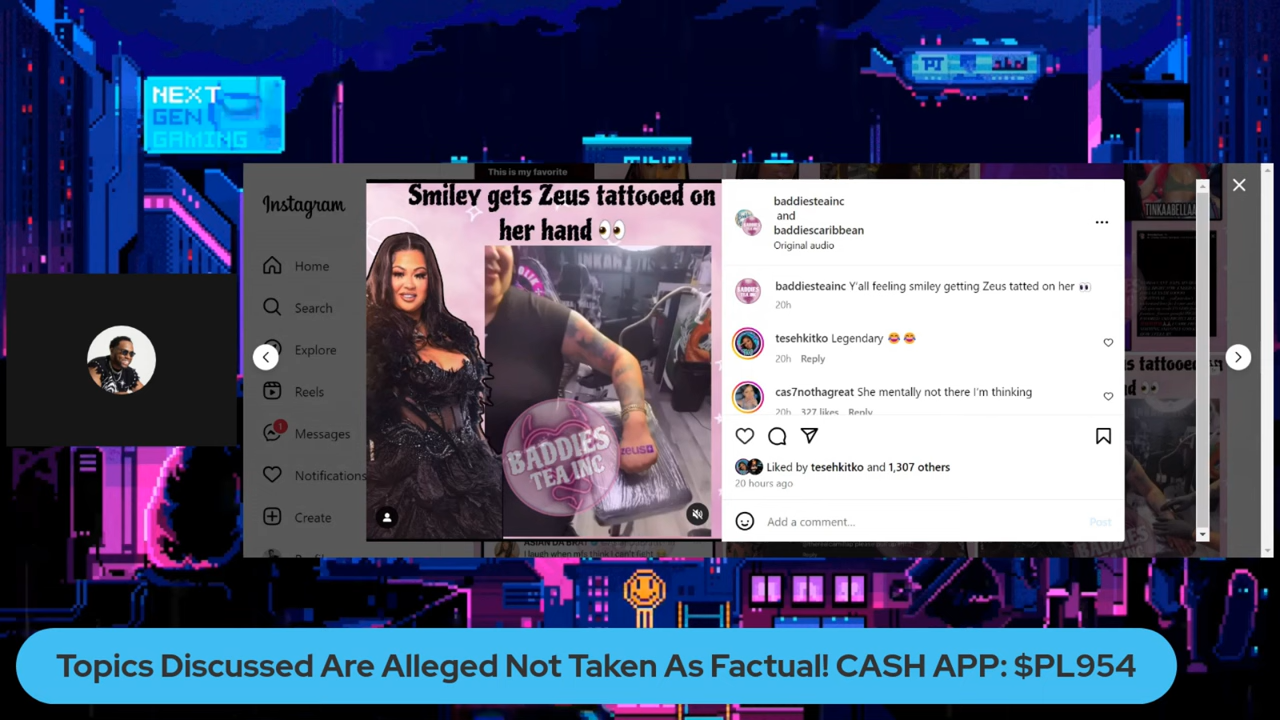 NEXT
GEN
GAMING
This is my favorite
Instagram
Home
Search
Explore
Reels
1
Messages
Notifications
Create
Smiley gets Zeus tattooed on
her hand 👀
BADDIES
TEA INC
zeus
baddiesteainc
and
baddiescaribbean
Original audio
baddiesteainc Y'all feeling smiley getting Zeus tatted on her 👀
20h
tesehkitko Legendary 😂 😂
20h Reply
cas7nothagreat She mentally not there I'm thinking
20h 327 likes Reply
Liked by tesehkitko and 1,307 others
20 hours ago
Add a comment...
Post
TINKAABELLAA
Topics Discussed Are Alleged Not Taken As Factual! CASH APP: $PL954